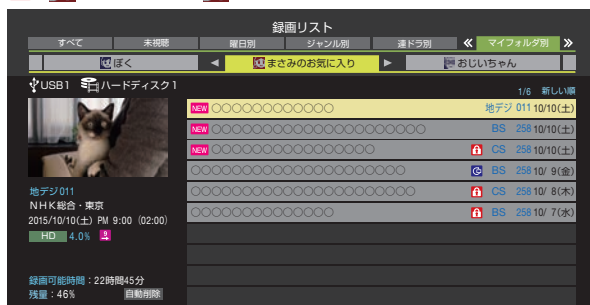 録画リスト
すべて 未視聴 曜日別 ジャンル別 連ドラ別 《 マイフォルダ別 》
ぼく ◀ まさみのお気に入り ▶ おじいちゃん
USB1 ハードディスク1
1/6 新しい順
NEW ○○○○○○○○○○○○ 地デジ 011 10/10(土)
NEW ○○○○○○○○○○○○○○○○○○○○○ BS 258 10/10(土)
NEW ○○○○○○○○○○○○○○○○ CS 258 10/10(土)
○○○○○○○○○○○○○○○○○○○○○ BS 258 10/ 9(金)
○○○○○○○○○○○○○○○○○○○○○○ CS 258 10/ 8(木)
○○○○○○○○○○○○○○ BS 258 10/ 7(水)
地デジ011
NHK総合・東京
2015/10/10(土) PM 9:00 (02:00)
HD 4.0% 9
録画可能時間：22時間45分
残量：46% 自動削除